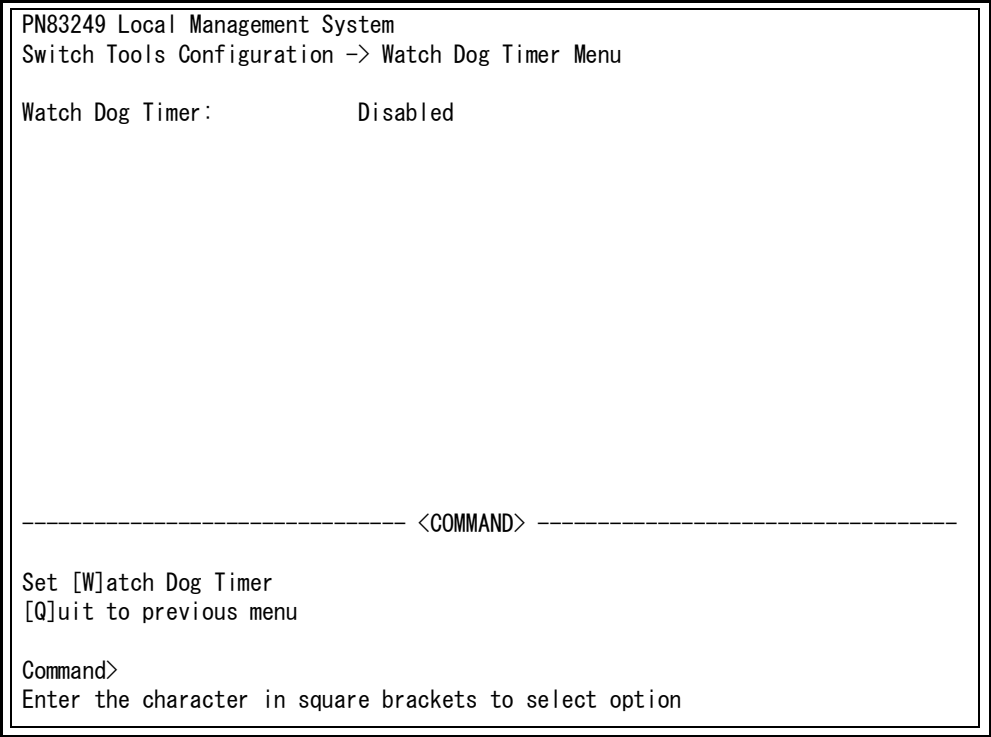 PN83249 Local Management System
Switch Tools Configuration -> Watch Dog Timer Menu
Watch Dog Timer: Disabled
-------------------------------- <COMMAND> -----------------------------------
Set [W]atch Dog Timer
[Q]uit to previous menu
Command>
Enter the character in square brackets to select option